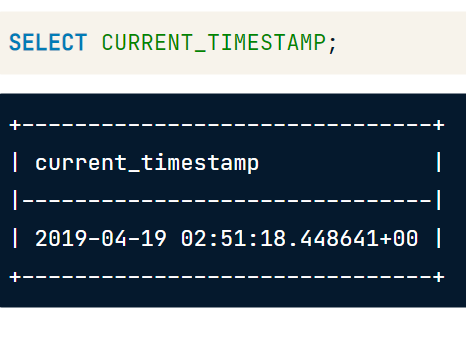 SELECT CURRENT_TIMESTAMP;
+-------------------------------+
| current_timestamp             |
|-------------------------------|
| 2019-04-19 02:51:18.448641+00 |
+-------------------------------+